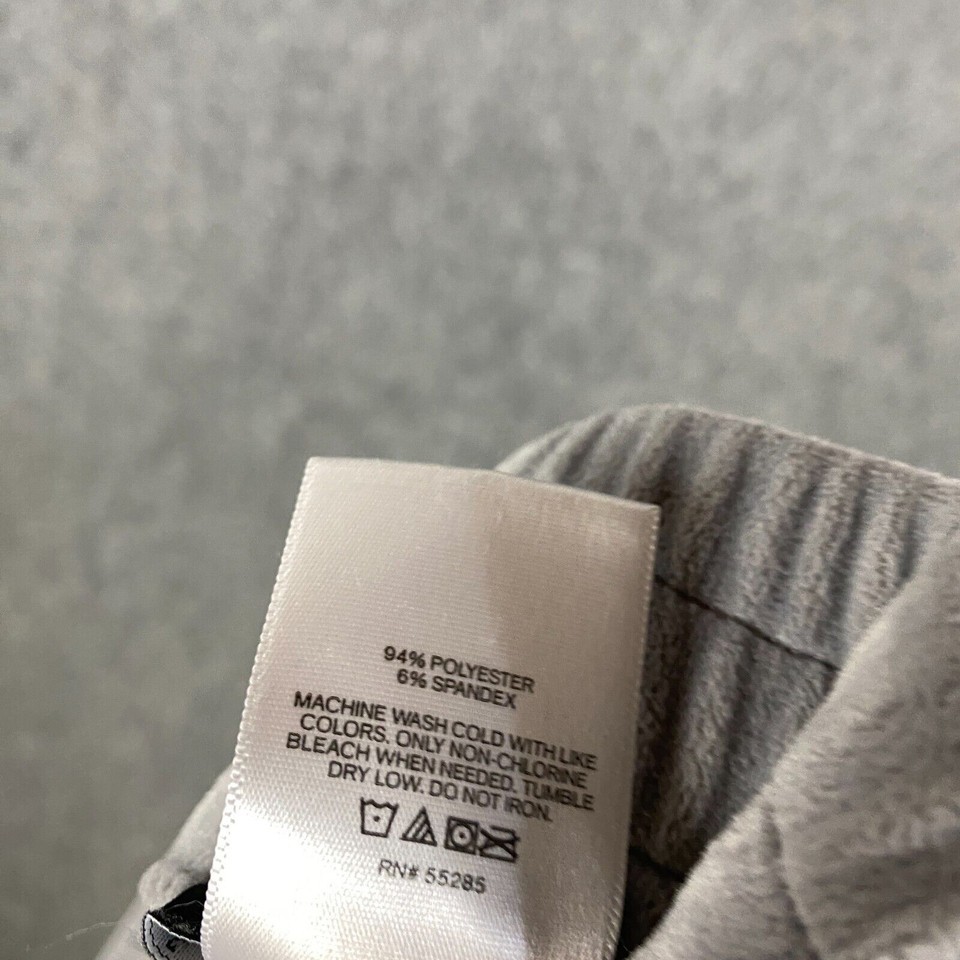 94% POLYESTER
6% SPANDEX
MACHINE WASH COLD WITH LIKE
COLORS. ONLY NON-CHLORINE
BLEACH WHEN NEEDED. TUMBLE
DRY LOW. DO NOT IRON.
RN# 55285